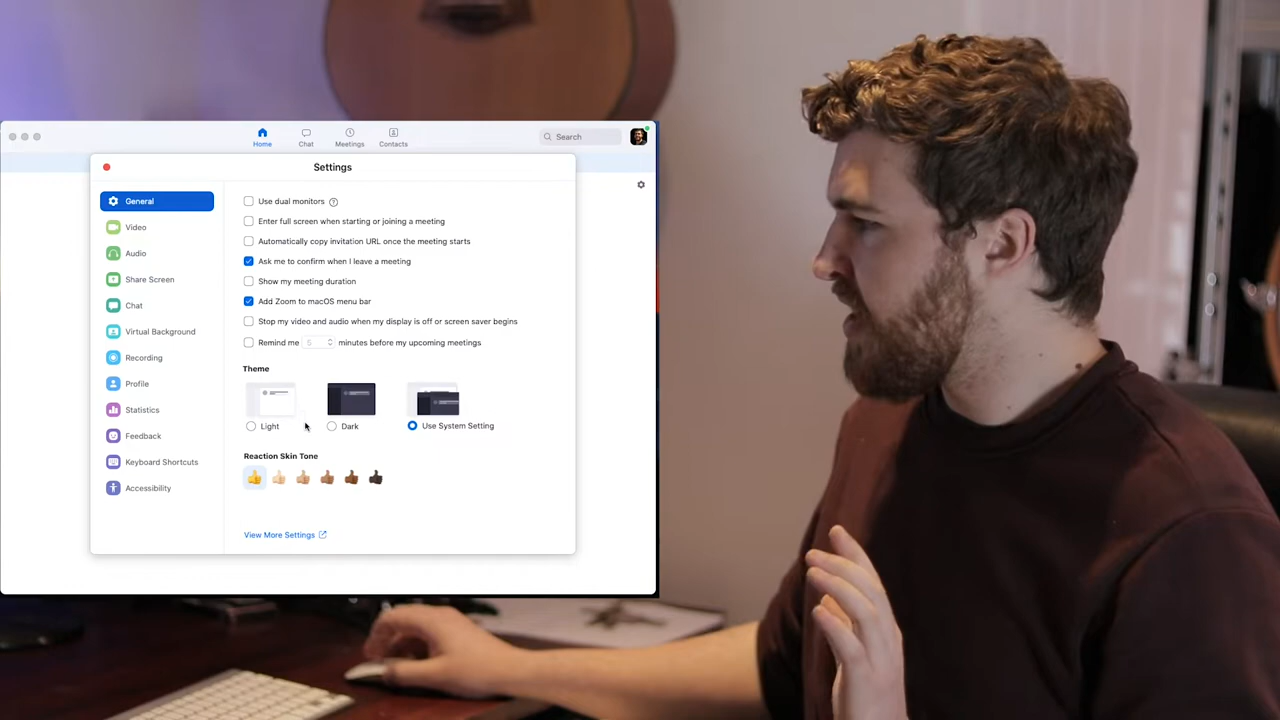 Home
Chat
Meetings
Contacts
Search
Settings
General
Video
Audio
Share Screen
Chat
Virtual Background
Recording
Profile
Statistics
Feedback
Keyboard Shortcuts
Accessibility
Use dual monitors ?
Enter full screen when starting or joining a meeting
Automatically copy invitation URL once the meeting starts
Ask me to confirm when I leave a meeting
Show my meeting duration
Add Zoom to macOS menu bar
Stop my video and audio when my display is off or screen saver begins
Remind me 5 minutes before my upcoming meetings
Theme
Light
Dark
Use System Setting
Reaction Skin Tone
View More Settings